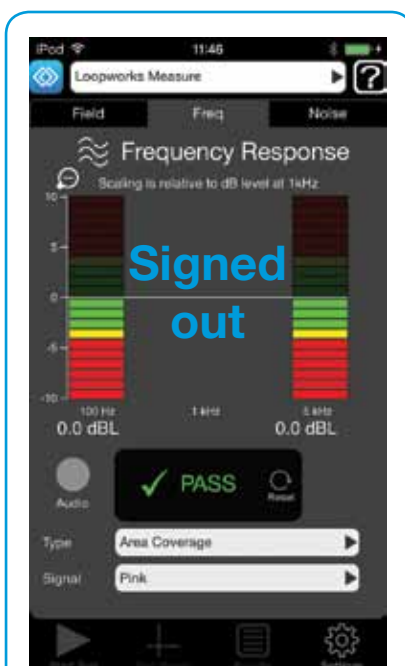 iPod 11:46
Loopworks Measure ?
Field Freq Noise
Frequency Response
Scaling is relative to dB level at 1kHz
10
5
Signed
0
out
-5
-10
100 Hz 1 kHz 5 kHz
0.0 dBL 0.0 dBL
PASS
Audio Reset
Type Area Coverage
Signal Pink